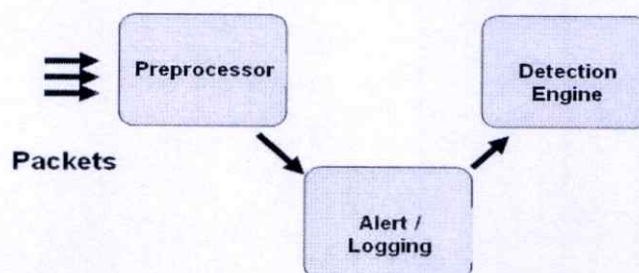 Preprocessor
Detection
Engine
Packets
Alert /
Logging